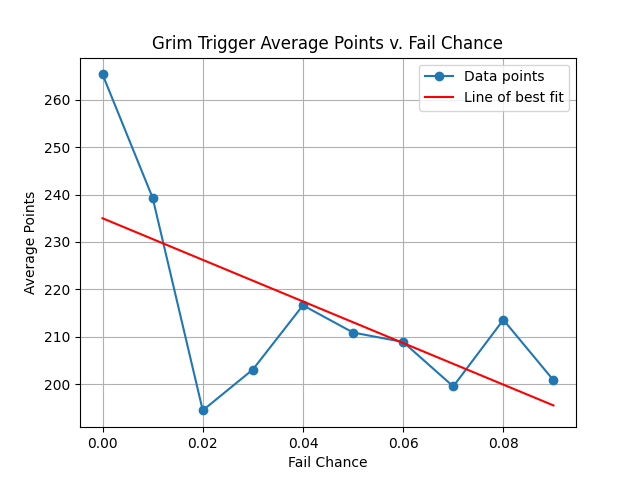 Grim Trigger Average Points v. Fail Chance
Data points
Line of best fit
Average Points
260
250
240
230
220
210
200
0.00 0.02 0.04 0.06 0.08
Fail Chance